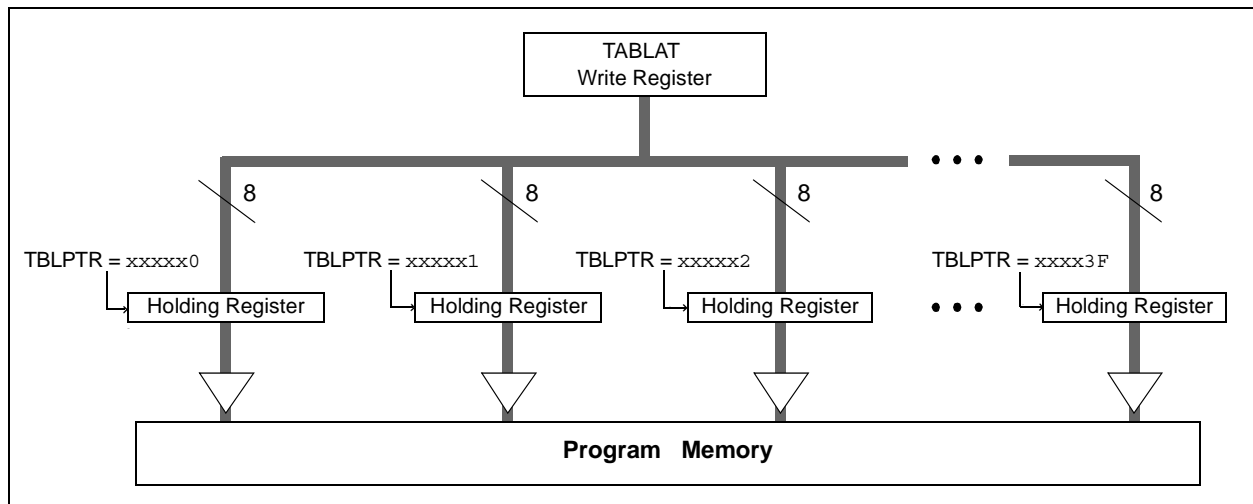 TABLAT
Write Register
8
8
8
8
TBLPTR = xxxxx0
TBLPTR = xxxxx1
TBLPTR = xxxxx2
TBLPTR = xxxx3F
Holding Register
Holding Register
Holding Register
Holding Register
Program Memory